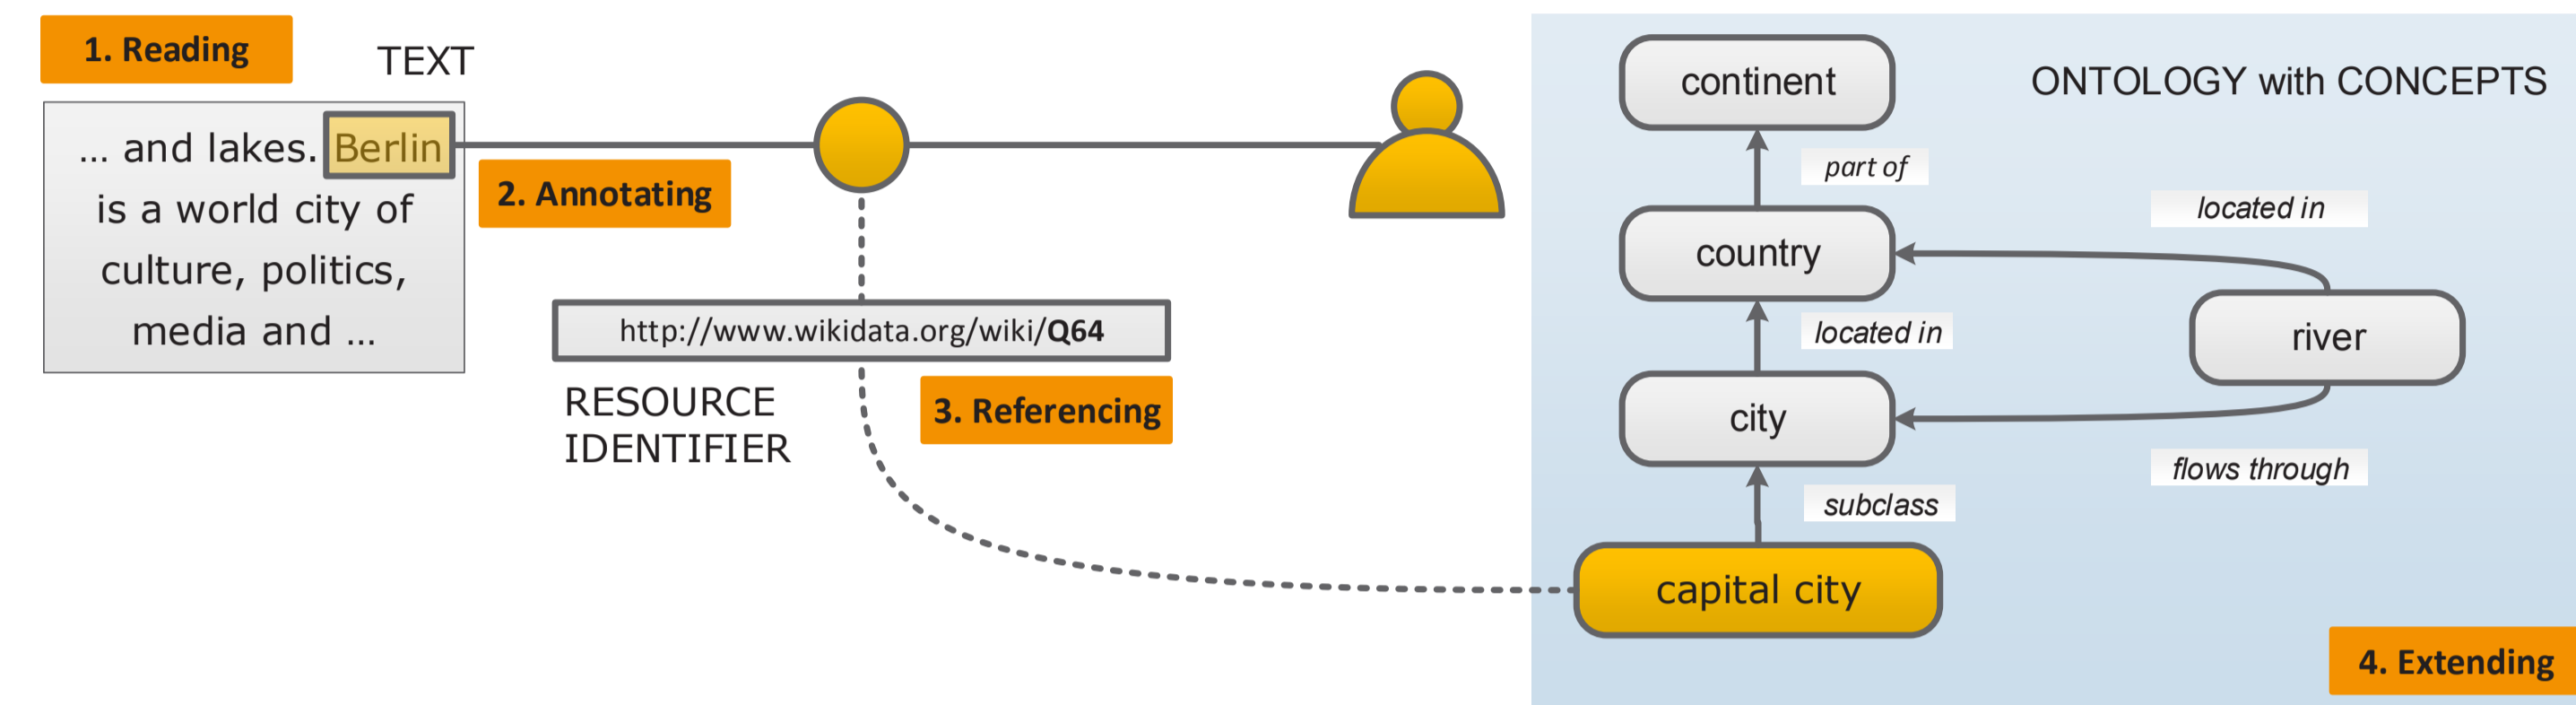 1. Reading
TEXT
... and lakes. Berlin
is a world city of
culture, politics,
media and ...
2. Annotating
http://www.wikidata.org/wiki/Q64
RESOURCE
IDENTIFIER
3. Referencing
ONTOLOGY with CONCEPTS
continent
part of
country
located in
located in
river
city
flows through
subclass
capital city
4. Extending